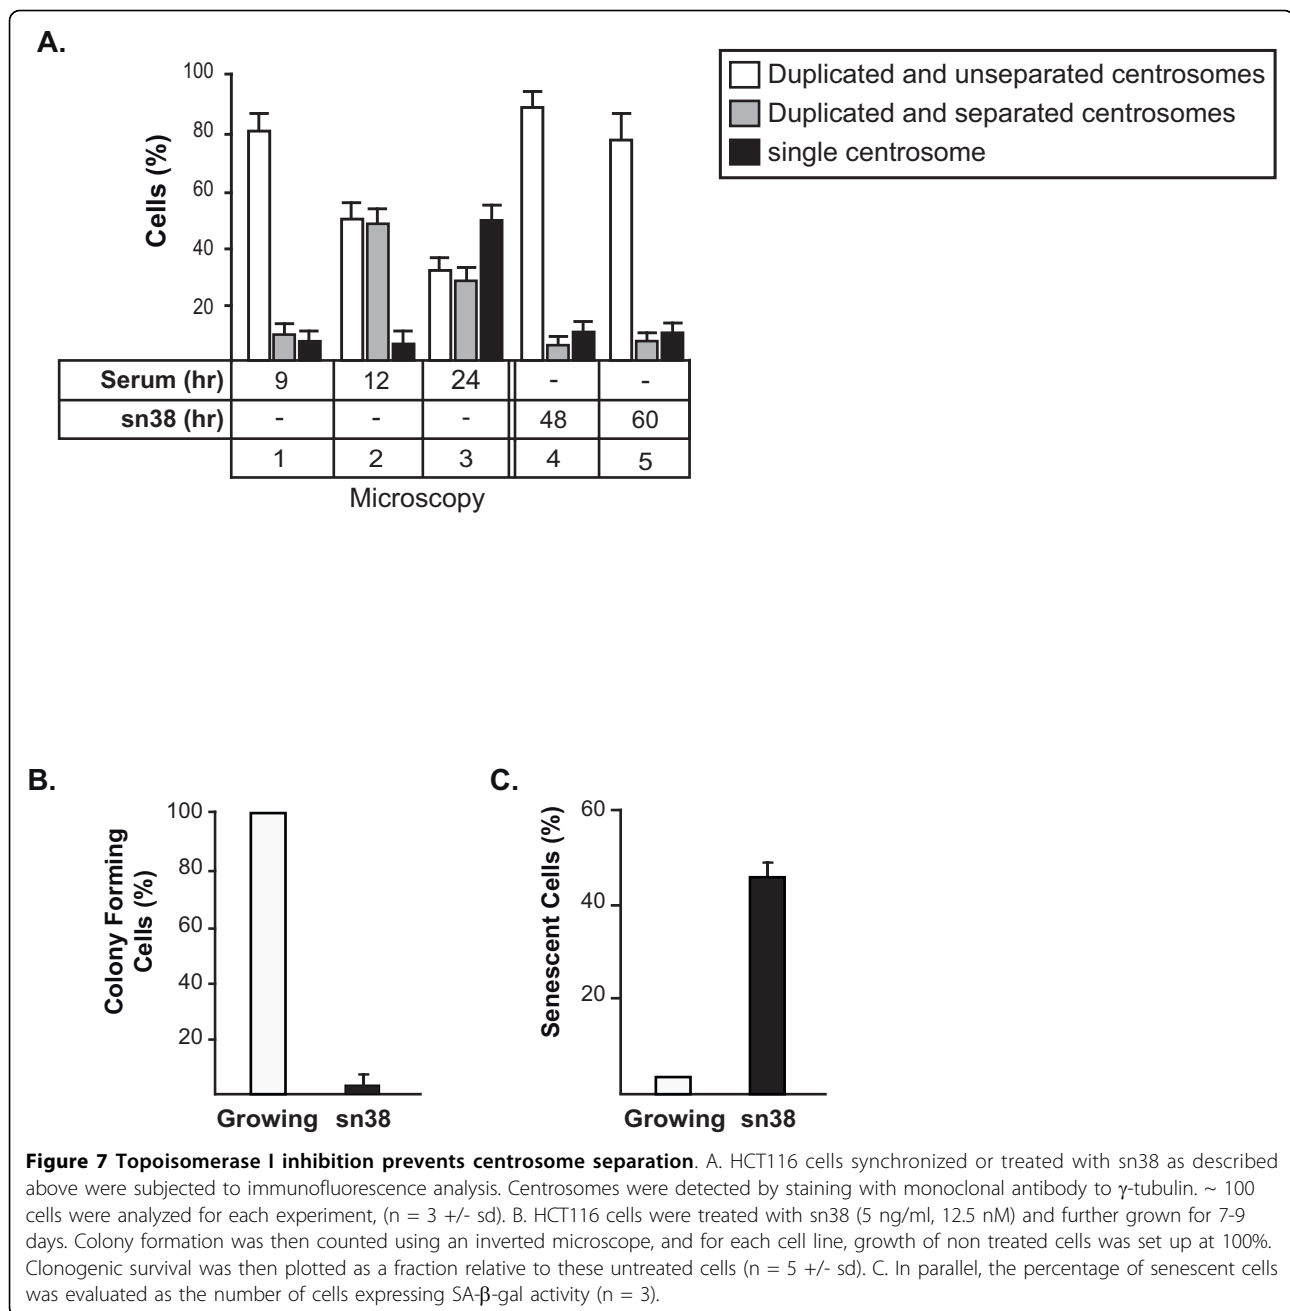 A.
Cells (%)
100
80
60
40
20
Duplicated and unseparated centrosomes
Duplicated and separated centrosomes
single centrosome
Serum (hr) 9 12 24 - -
sn38 (hr) - - - 48 60
1 2 3 4 5
Microscopy
B.
Colony Forming
Cells (%)
100
80
60
40
20
Growing sn38
C.
Senescent Cells (%)
60
40
20
Growing sn38
Figure 7 Topoisomerase I inhibition prevents centrosome separation. A. HCT116 cells synchronized or treated with sn38 as described
above were subjected to immunofluorescence analysis. Centrosomes were detected by staining with monoclonal antibody to γ-tubulin. ~ 100
cells were analyzed for each experiment, (n = 3 +/- sd). B. HCT116 cells were treated with sn38 (5 ng/ml, 12.5 nM) and further grown for 7-9
days. Colony formation was then counted using an inverted microscope, and for each cell line, growth of non treated cells was set up at 100%.
Clonogenic survival was then plotted as a fraction relative to these untreated cells (n = 5 +/- sd). C. In parallel, the percentage of senescent cells
was evaluated as the number of cells expressing SA-β-gal activity (n = 3).